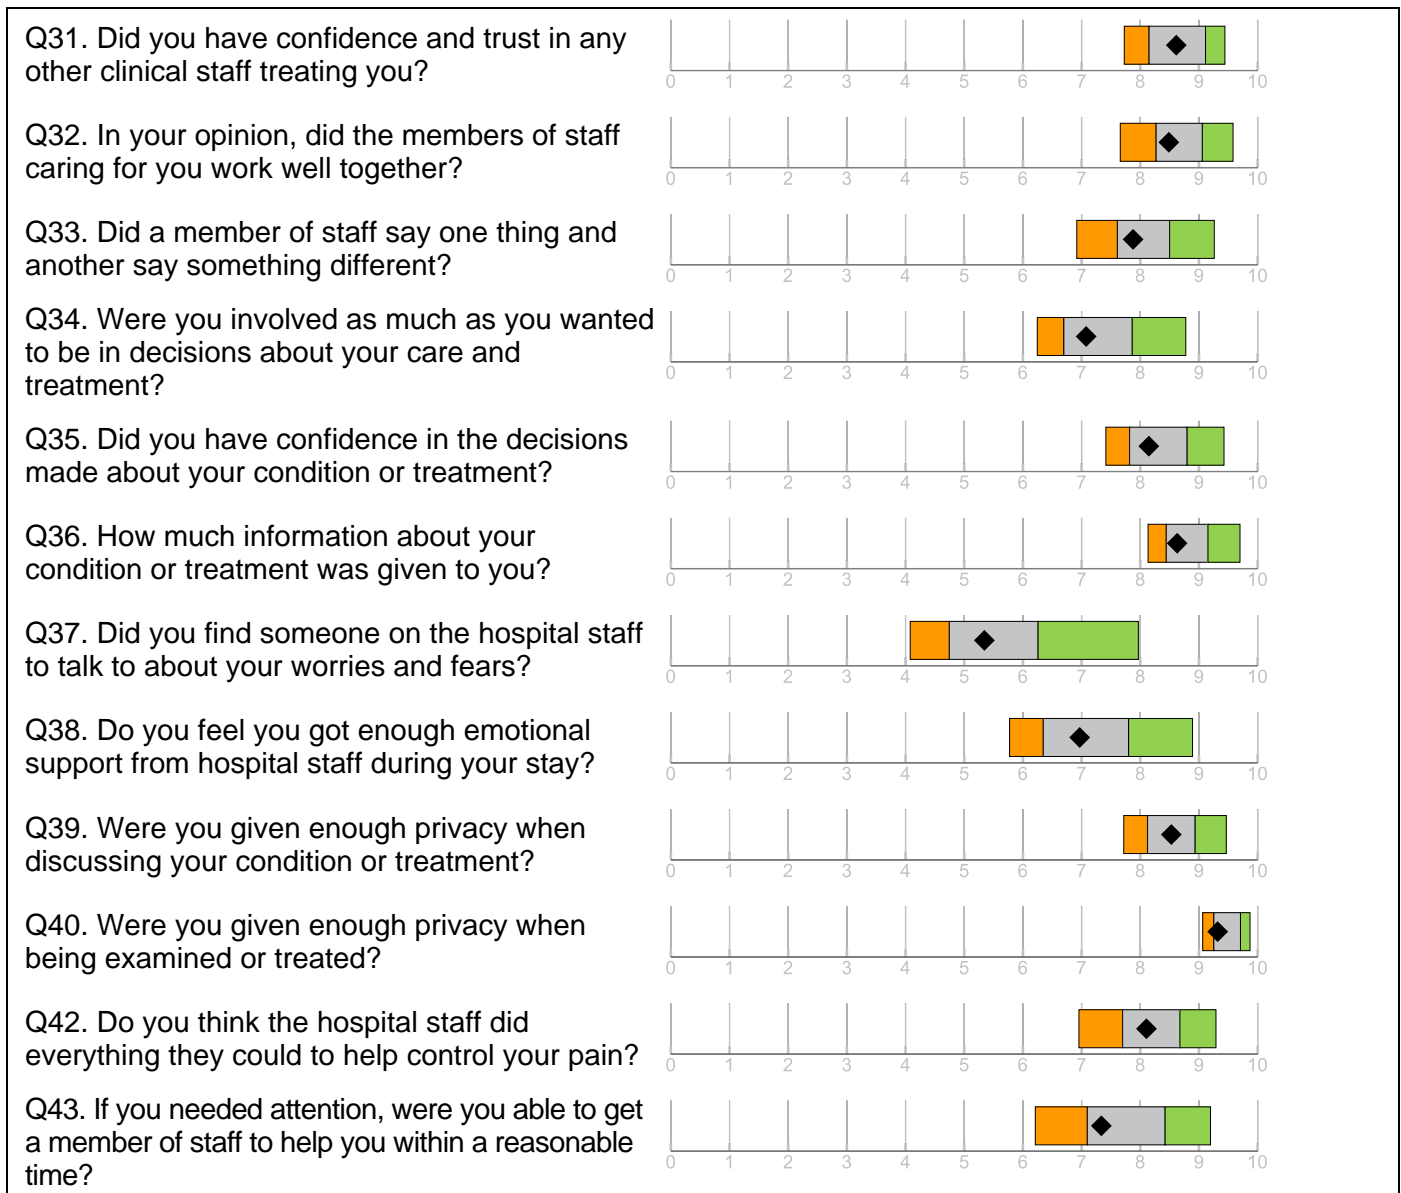 Q31. Did you have confidence and trust in any
other clinical staff treating you?
0 1 2 3 4 5 6 7 8 9 10
Q32. In your opinion, did the members of staff
caring for you work well together?
0 1 2 3 4 5 6 7 8 9 10
Q33. Did a member of staff say one thing and
another say something different?
0 1 2 3 4 5 6 7 8 9 10
Q34. Were you involved as much as you wanted
to be in decisions about your care and
treatment?
0 1 2 3 4 5 6 7 8 9 10
Q35. Did you have confidence in the decisions
made about your condition or treatment?
0 1 2 3 4 5 6 7 8 9 10
Q36. How much information about your
condition or treatment was given to you?
0 1 2 3 4 5 6 7 8 9 10
Q37. Did you find someone on the hospital staff
to talk to about your worries and fears?
0 1 2 3 4 5 6 7 8 9 10
Q38. Do you feel you got enough emotional
support from hospital staff during your stay?
0 1 2 3 4 5 6 7 8 9 10
Q39. Were you given enough privacy when
discussing your condition or treatment?
0 1 2 3 4 5 6 7 8 9 10
Q40. Were you given enough privacy when
being examined or treated?
0 1 2 3 4 5 6 7 8 9 10
Q42. Do you think the hospital staff did
everything they could to help control your pain?
0 1 2 3 4 5 6 7 8 9 10
Q43. If you needed attention, were you able to get
a member of staff to help you within a reasonable
time?
0 1 2 3 4 5 6 7 8 9 10